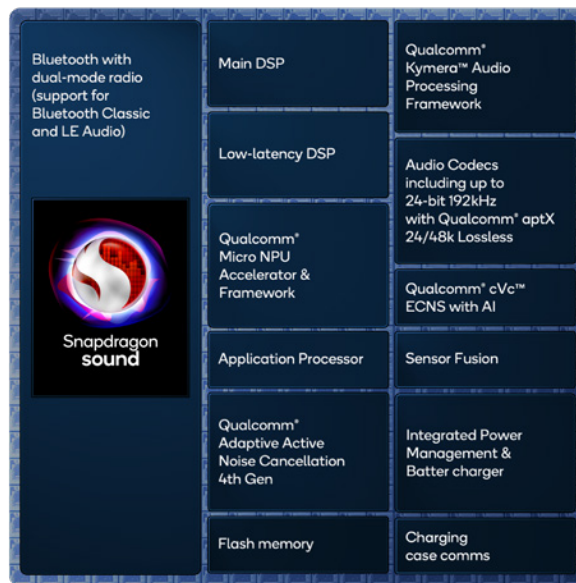 Bluetooth with
dual-mode radio
(support for
Bluetooth Classic
and LE Audio)
Snapdragon
sound
Main DSP
Low-latency DSP
Qualcomm®
Micro NPU
Accelerator &
Framework
Application Processor
Qualcomm®
Adaptive Active
Noise Cancellation
4th Gen
Flash memory
Qualcomm®
Kymera™ Audio
Processing
Framework
Audio Codecs
including up to
24-bit 192kHz
with Qualcomm® aptX
24/48k Lossless
Qualcomm® cVc™
ECNS with AI
Sensor Fusion
Integrated Power
Management &
Batter charger
Charging
case comms